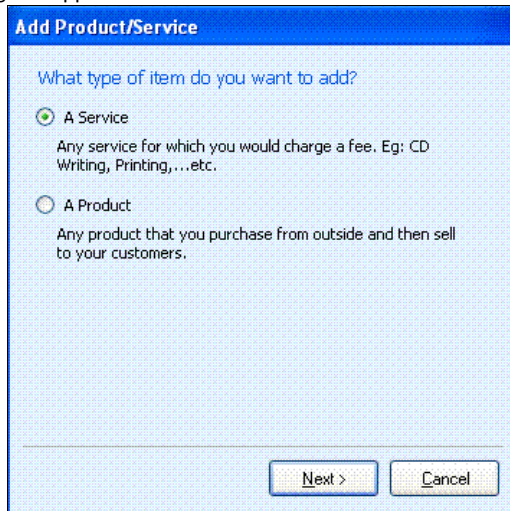 Add Product/Service
What type of item do you want to add?
A Service
Any service for which you would charge a fee. Eg: CD
Writing, Printing,...etc.
A Product
Any product that you purchase from outside and then sell
to your customers.
Next > Cancel